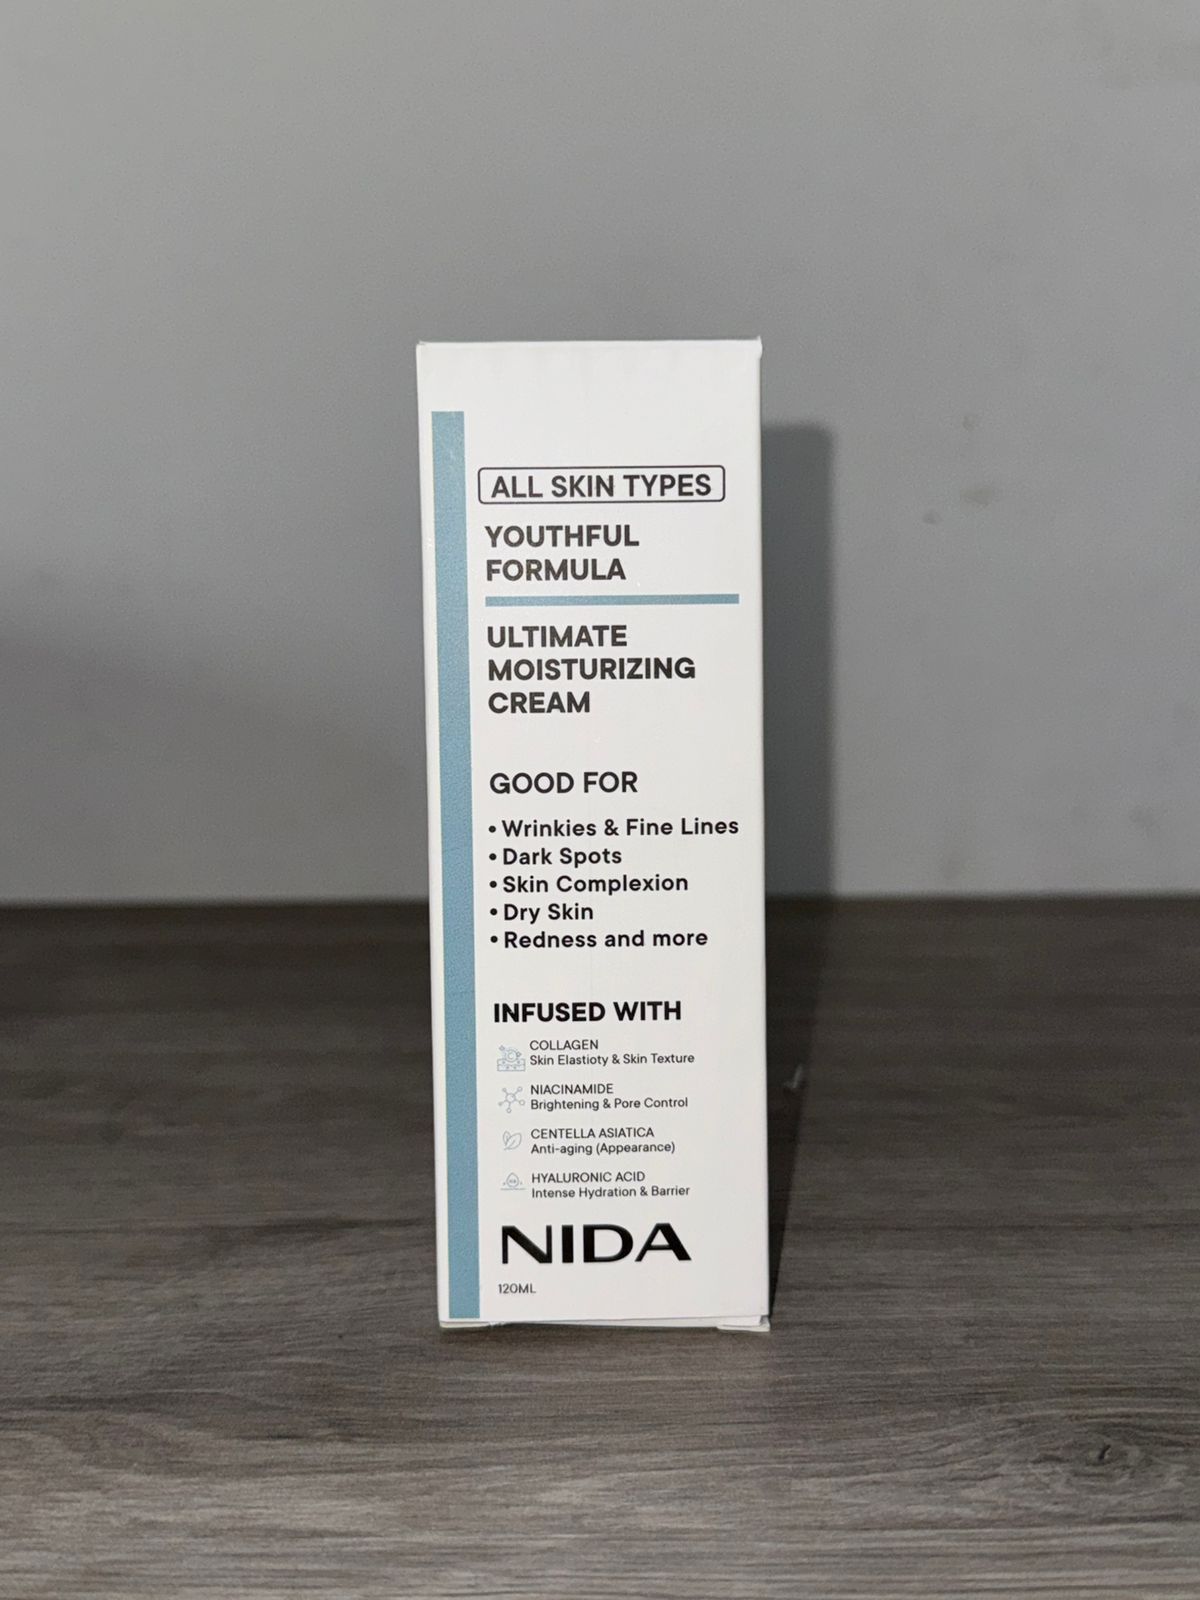 ALL SKIN TYPES
YOUTHFUL
FORMULA
ULTIMATE
MOISTURIZING
CREAM
GOOD FOR
• Wrinkies & Fine Lines
• Dark Spots
• Skin Complexion
• Dry Skin
• Redness and more
INFUSED WITH
COLLAGEN
Skin Elastioty & Skin Texture
NIACINAMIDE
Brightening & Pore Control
CENTELLA ASIATICA
Anti-aging (Appearance)
HYALURONIC ACID
Intense Hydration & Barrier
NIDA
120ML